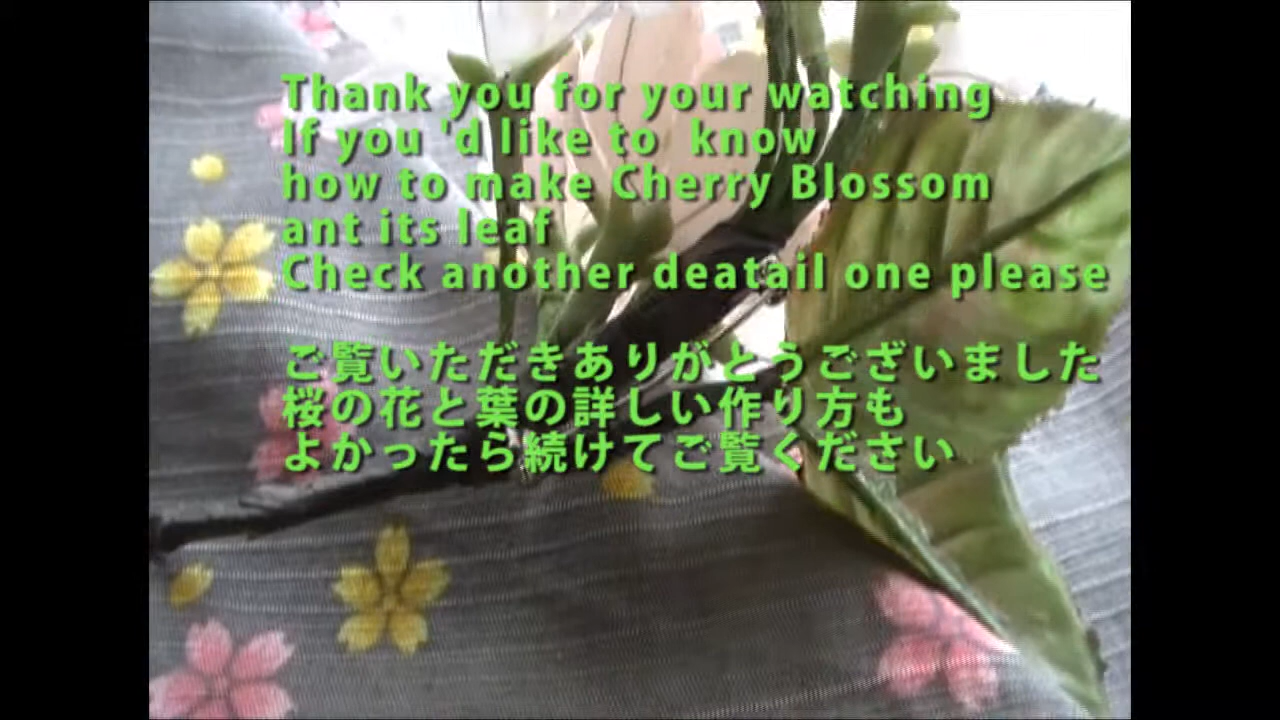 Thank you for your watching
If you 'd like to know
how to make Cherry Blossom
ant its leaf
Check another deatail one please
ご覧いただきありがとうございました
桜の花と葉の詳しい作り方も
よかったら続けてご覧ください